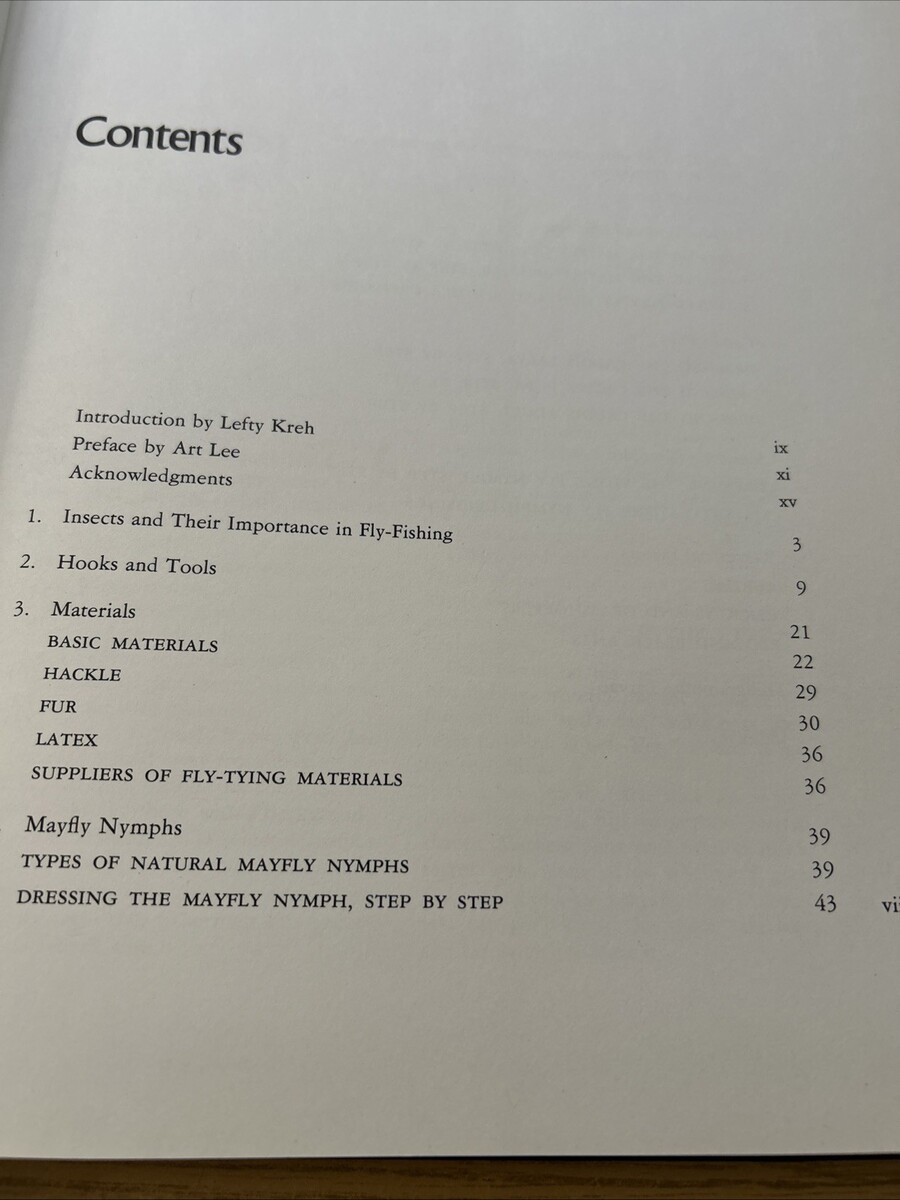 Contents
Introduction by Lefty Kreh ix
Preface by Art Lee xi
Acknowledgments xv
1. Insects and Their Importance in Fly-Fishing 3
2. Hooks and Tools 9
3. Materials 21
BASIC MATERIALS 22
HACKLE 29
FUR 30
LATEX 36
SUPPLIERS OF FLY-TYING MATERIALS 36
Mayfly Nymphs 39
TYPES OF NATURAL MAYFLY NYMPHS 39
DRESSING THE MAYFLY NYMPH, STEP BY STEP 43